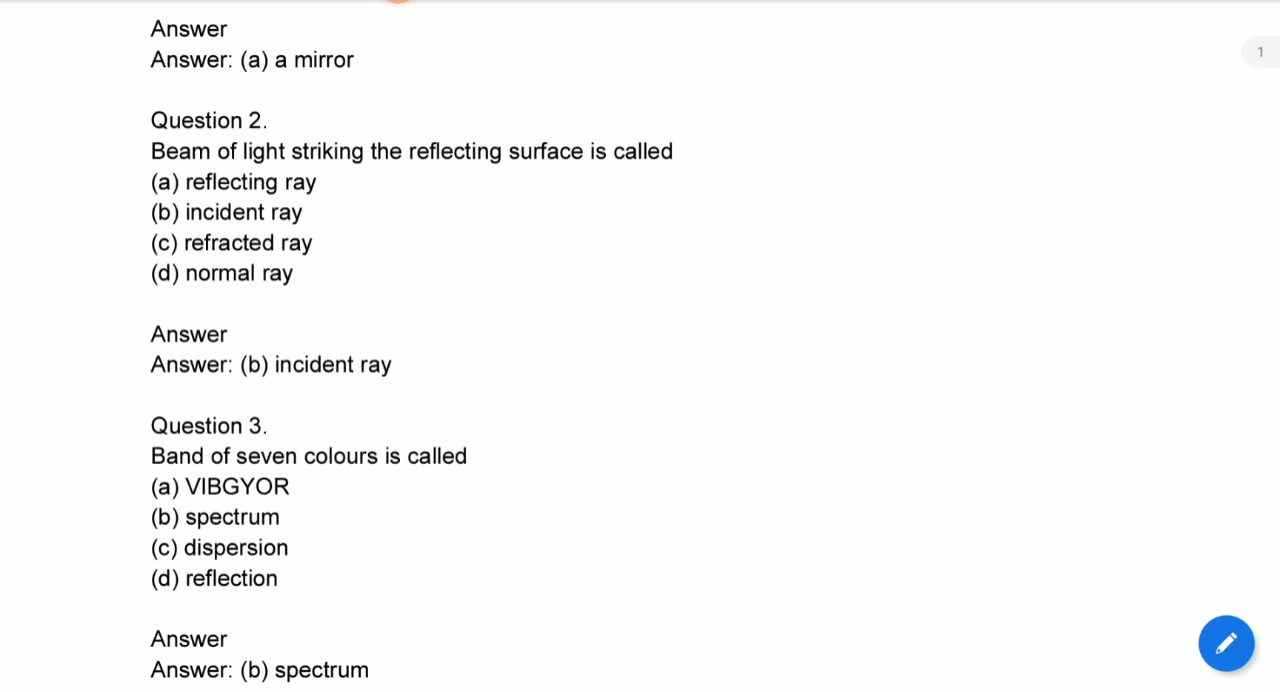 Answer
Answer: (a) a mirror
1
Question 2.
Beam of light striking the reflecting surface is called
(a) reflecting ray
(b) incident ray
(c) refracted ray
(d) normal ray
Answer
Answer: (b) incident ray
Question 3.
Band of seven colours is called
(a) VIBGYOR
(b) spectrum
(c) dispersion
(d) reflection
Answer
Answer: (b) spectrum